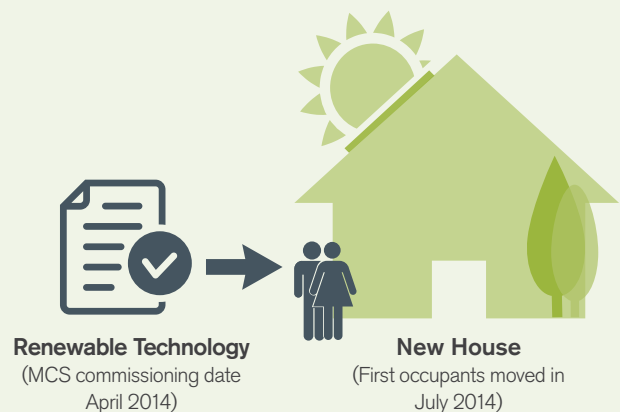 Renewable Technology
(MCS commissioning date
April 2014)
New House
(First occupants moved in
July 2014)